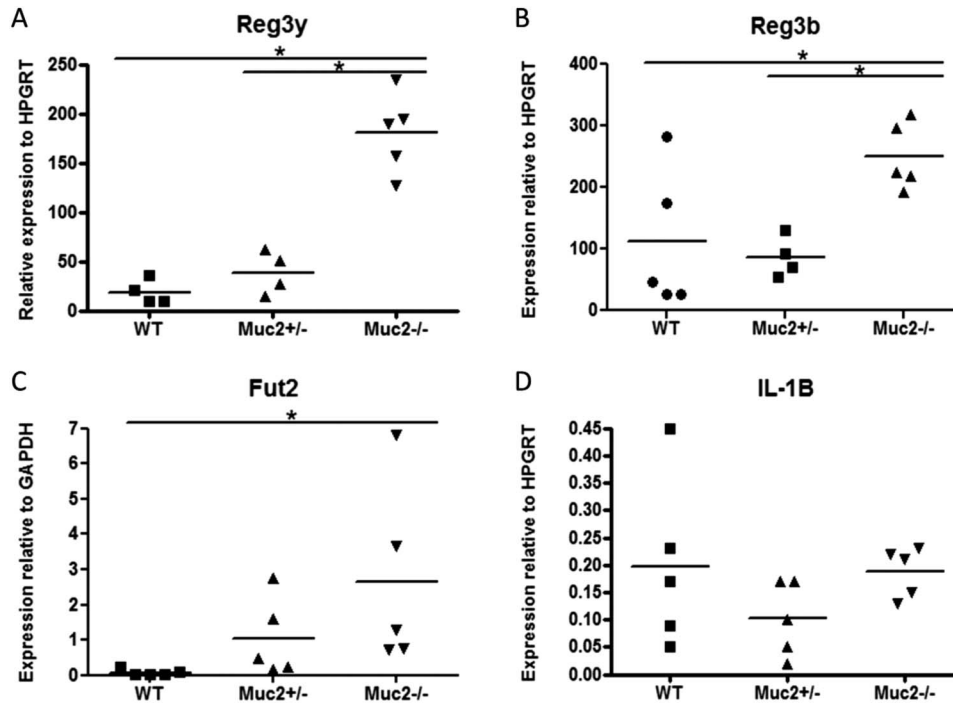 A
Reg3y
*
*
Relative expression to HPGRT
250
200
150
100
50
0
WT
Muc2+/-
Muc2-/-
B
Reg3b
*
*
Expression relative to HPGRT
400
300
200
100
0
WT
Muc2+/-
Muc2-/-
C
Fut2
*
Expression relative to GAPDH
7
6
5
4
3
2
1
0
WT
Muc2+/-
Muc2-/-
D
IL-1B
Expression relative to HPGRT
0.45
0.40
0.35
0.30
0.25
0.20
0.15
0.10
0.05
0.00
WT
Muc2+/-
Muc2-/-